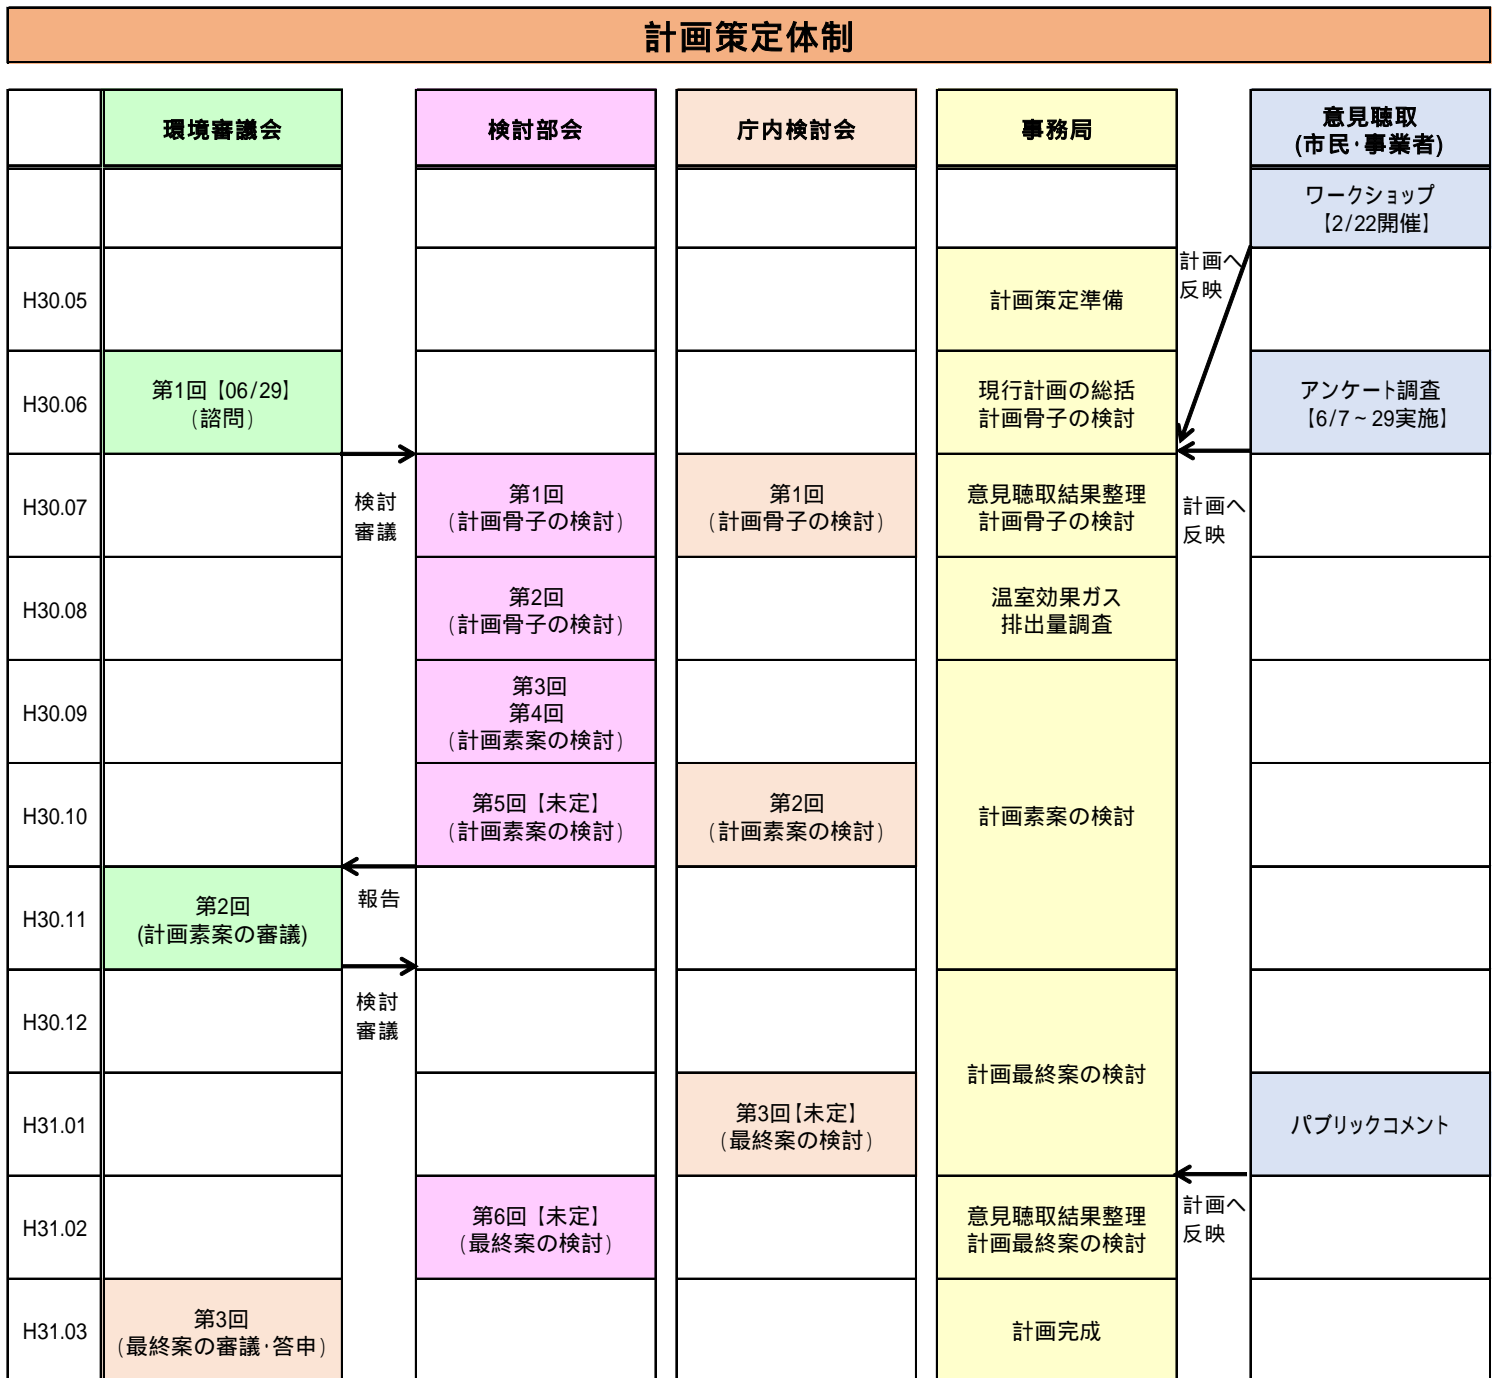 計画策定体制
環境審議会
検討部会
庁内検討会
事務局
意見聴取
(市民･事業者)
ワークショップ
【2/22開催】
H30.05
計画策定準備
計画へ
反映
H30.06
第1回【06/29】
(諮問)
現行計画の総括
計画骨子の検討
アンケート調査
【6/7～29実施】
H30.07
検討
審議
第1回
(計画骨子の検討)
第1回
(計画骨子の検討)
意見聴取結果整理
計画骨子の検討
計画へ
反映
H30.08
第2回
(計画骨子の検討)
温室効果ガス
排出量調査
H30.09
第3回
第4回
(計画素案の検討)
H30.10
第5回【未定】
(計画素案の検討)
第2回
(計画素案の検討)
計画素案の検討
H30.11
第2回
(計画素案の審議)
報告
H30.12
検討
審議
計画最終案の検討
H31.01
第3回【未定】
(最終案の検討)
パブリックコメント
H31.02
第6回【未定】
(最終案の検討)
意見聴取結果整理
計画最終案の検討
計画へ
反映
H31.03
第3回
(最終案の審議･答申)
計画完成